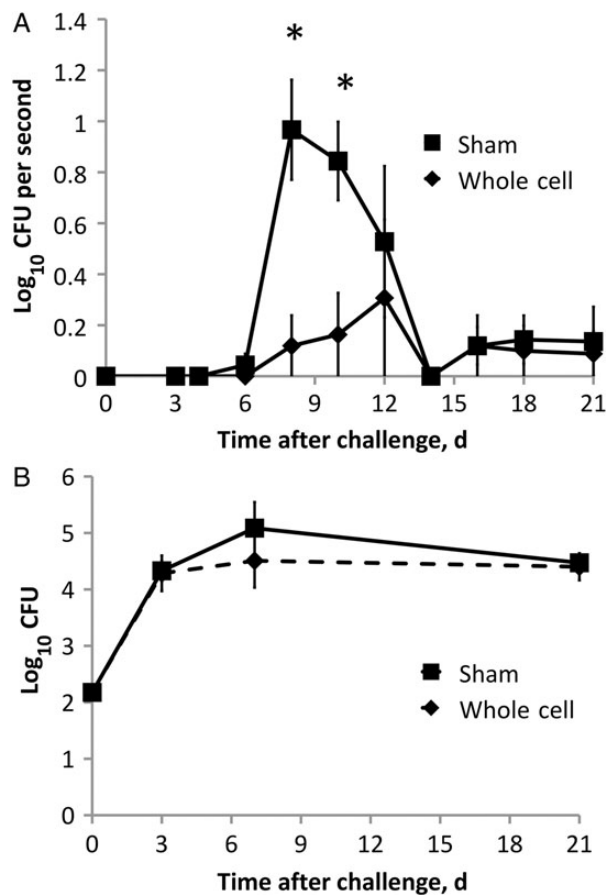 A
Log10 CFU per second
1.4
1.2
1
0.8
0.6
0.4
0.2
0
*
*
Sham
Whole cell
0 3 6 9 12 15 18 21
Time after challenge, d
B
Log10 CFU
6
5
4
3
2
1
0
Sham
Whole cell
0 3 6 9 12 15 18 21
Time after challenge, d